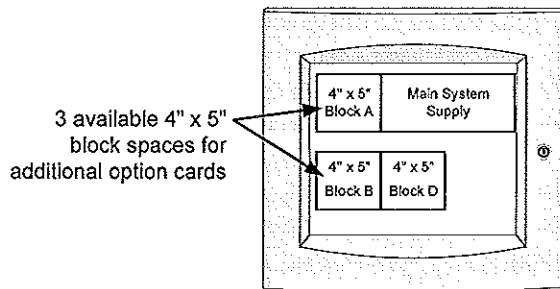 3 available 4" x 5"
block spaces for
additional option cards
4" x 5"
Block A
Main System
Supply
4" x 5"
Block B
4" x 5"
Block D